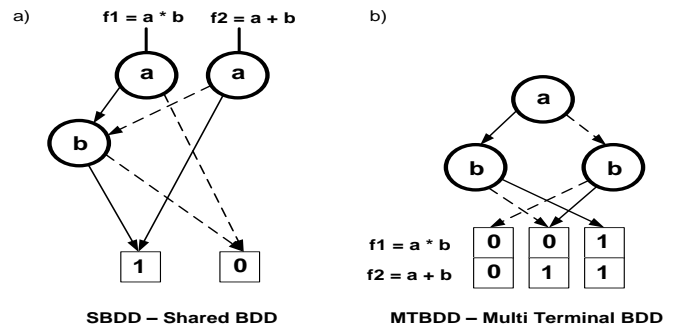 a)
f1 = a * b
f2 = a + b
a
a
b
1
0
SBDD – Shared BDD
b)
a
b
b
f1 = a * b
0
0
1
f2 = a + b
0
1
1
MTBDD – Multi Terminal BDD